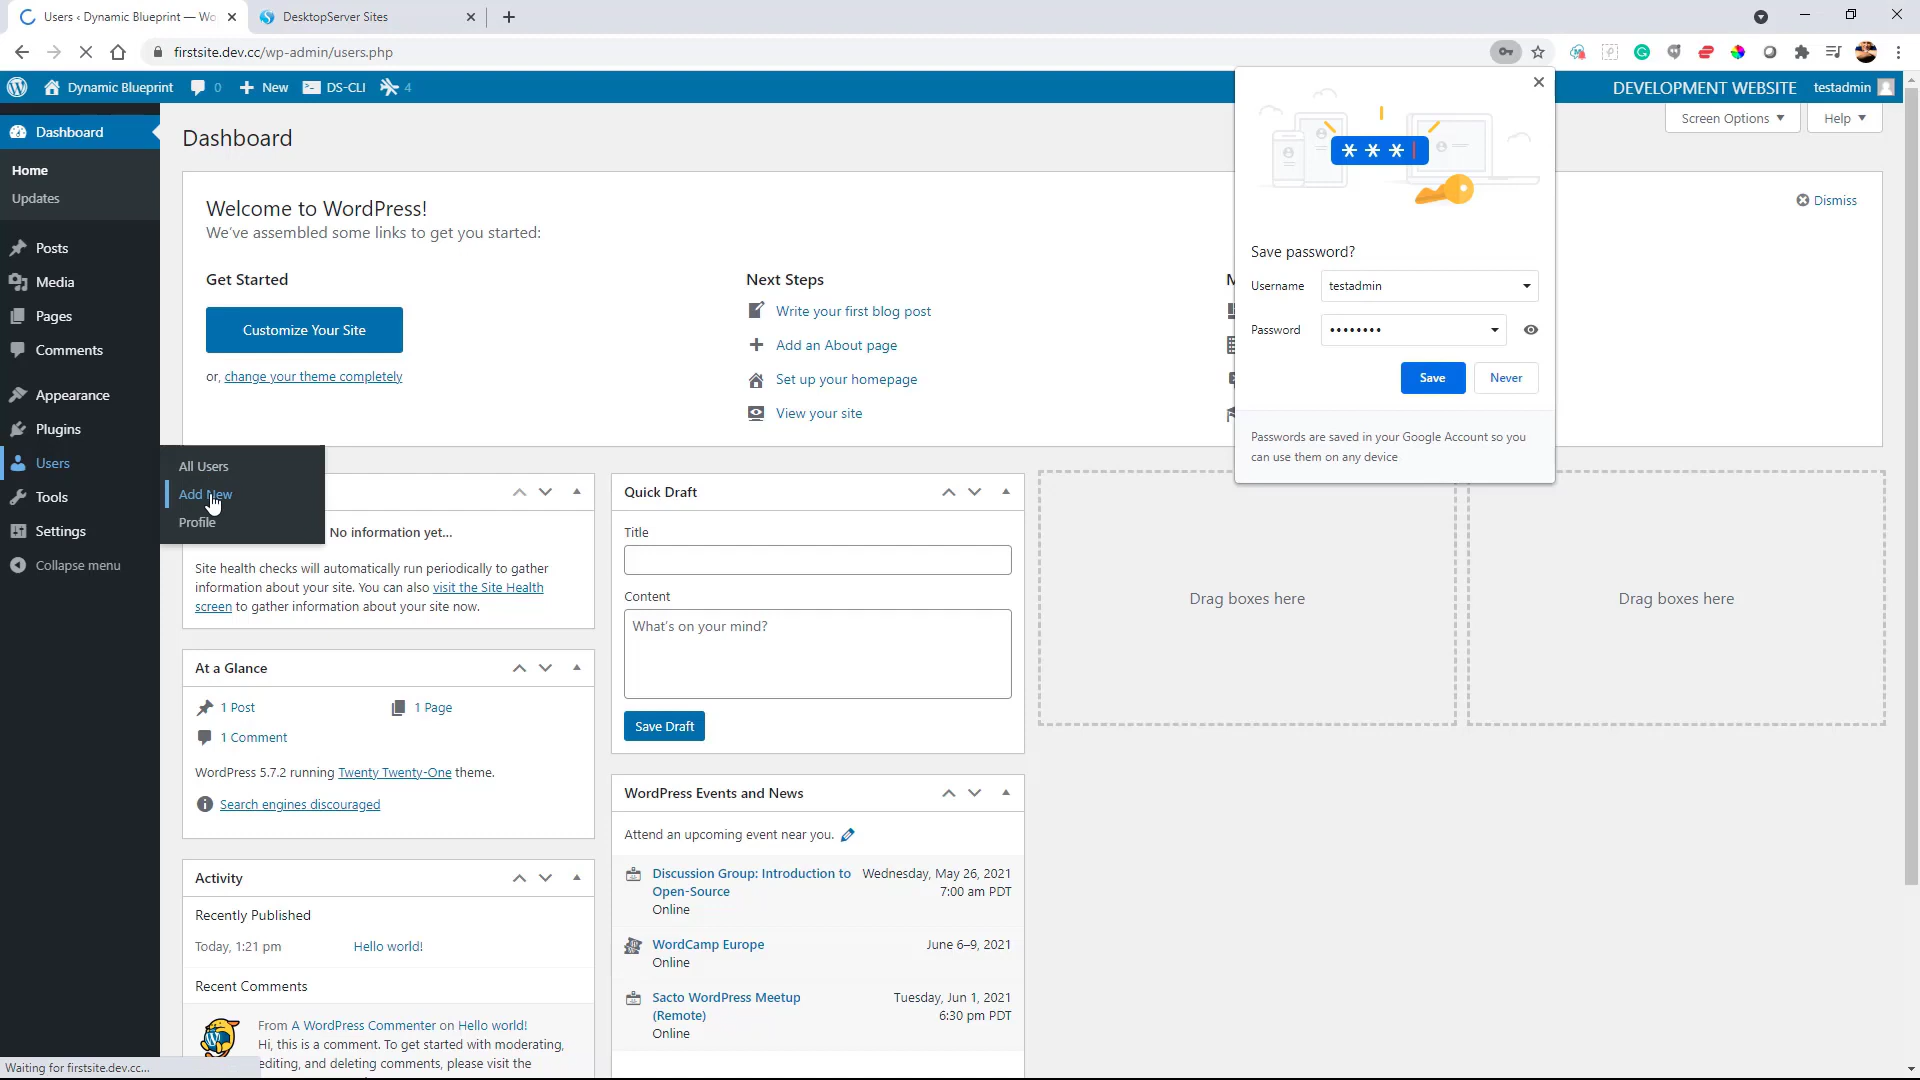 Users ‹ Dynamic Blueprint — Wo
DesktopServer Sites
firstsite.dev.cc/wp-admin/users.php
Dynamic Blueprint
0
New
DS-CLI
4
DEVELOPMENT WEBSITE
testadmin
Dashboard
Home
Updates
Posts
Media
Pages
Comments
Appearance
Plugins
Users
Tools
Settings
Collapse menu
All Users
Add New
Profile
Dashboard
Screen Options
Help
Welcome to WordPress!
We've assembled some links to get you started:
Dismiss
Get Started
Customize Your Site
or, change your theme completely
Next Steps
Write your first blog post
Add an About page
Set up your homepage
View your site
Save password?
Username
testadmin
Password
••••••••
Save
Never
Passwords are saved in your Google Account so you
can use them on any device
No information yet...
Site health checks will automatically run periodically to gather
information about your site. You can also visit the Site Health
screen to gather information about your site now.
At a Glance
1 Post
1 Page
1 Comment
WordPress 5.7.2 running Twenty Twenty-One theme.
Search engines discouraged
Activity
Recently Published
Today, 1:21 pm
Hello world!
Recent Comments
From A WordPress Commenter on Hello world!
Hi, this is a comment. To get started with moderating,
editing, and deleting comments, please visit the
Quick Draft
Title
Content
What's on your mind?
Save Draft
WordPress Events and News
Attend an upcoming event near you.
Discussion Group: Introduction to
Open-Source
Online
Wednesday, May 26, 2021
7:00 am PDT
WordCamp Europe
Online
June 6–9, 2021
Sacto WordPress Meetup
(Remote)
Online
Tuesday, Jun 1, 2021
6:30 pm PDT
Drag boxes here
Drag boxes here
Waiting for firstsite.dev.cc...